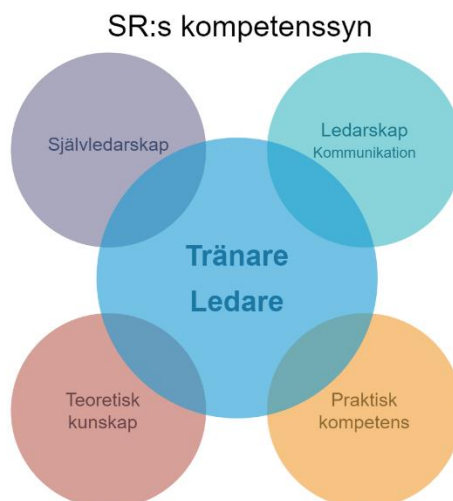 SR:s kompetenssyn
Självledarskap
Ledarskap
Kommunikation
Tränare
Ledare
Teoretisk
kunskap
Praktisk
kompetens